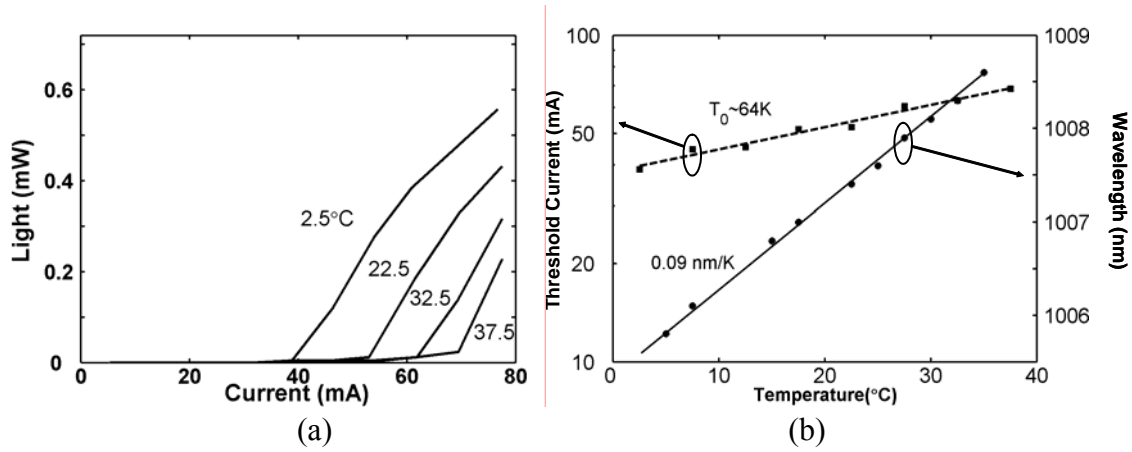 0.6
0.4
0.2
0
0
20
40
60
80
Light (mW)
Current (mA)
2.5°C
22.5
32.5
37.5
(a)
100
50
20
10
Threshold Current (mA)
T0~64K
0.09 nm/K
10
20
30
40
Temperature(°C)
1009
1008
1007
1006
Wavelength (nm)
(b)